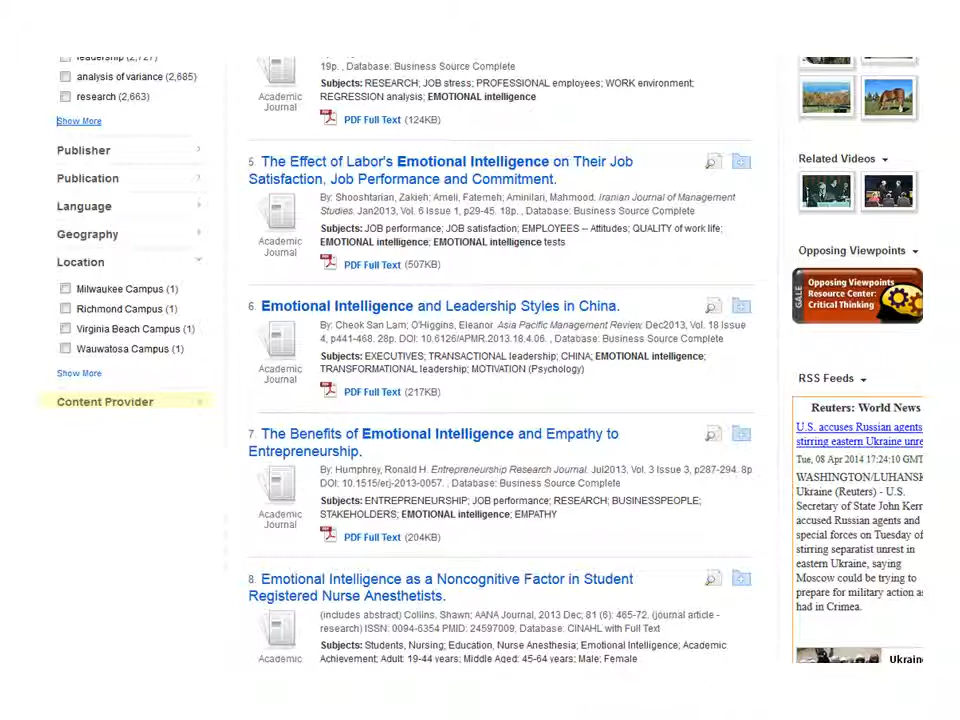 leadership (2,727)
analysis of variance (2,685)
research (2,663)
Show More
Publisher
Publication
Language
Geography
Location
Milwaukee Campus (1)
Richmond Campus (1)
Virginia Beach Campus (1)
Wauwatosa Campus (1)
Show More
Content Provider
19p. , Database: Business Source Complete
Subjects: RESEARCH; JOB stress; PROFESSIONAL employees; WORK environment;
REGRESSION analysis; EMOTIONAL intelligence
Academic
Journal
PDF Full Text (124KB)
5. The Effect of Labor's Emotional Intelligence on Their Job
Satisfaction, Job Performance and Commitment.
By: Shooshtarian, Zakieh; Ameli, Fatemeh; Aminilari, Mahmood. Iranian Journal of Management
Studies. Jan2013, Vol. 6 Issue 1, p29-45. 18p. , Database: Business Source Complete
Subjects: JOB performance; JOB satisfaction; EMPLOYEES -- Attitudes; QUALITY of work life;
EMOTIONAL intelligence; EMOTIONAL intelligence tests
Academic
Journal
PDF Full Text (507KB)
6. Emotional Intelligence and Leadership Styles in China.
By: Cheok San Lam; O'Higgins, Eleanor. Asia Pacific Management Review. Dec2013, Vol. 18 Issue
4, p441-468. 28p. DOI: 10.6126/APMR.2013.18.4.06. , Database: Business Source Complete
Subjects: EXECUTIVES; TRANSACTIONAL leadership; CHINA; EMOTIONAL intelligence;
TRANSFORMATIONAL leadership; MOTIVATION (Psychology)
Academic
Journal
PDF Full Text (217KB)
7. The Benefits of Emotional Intelligence and Empathy to
Entrepreneurship.
By: Humphrey, Ronald H. Entrepreneurship Research Journal. Jul2013, Vol. 3 Issue 3, p287-294. 8p
DOI: 10.1515/erj-2013-0057. , Database: Business Source Complete
Subjects: ENTREPRENEURSHIP; JOB performance; RESEARCH; BUSINESSPEOPLE;
STAKEHOLDERS; EMOTIONAL intelligence; EMPATHY
Academic
Journal
PDF Full Text (204KB)
8. Emotional Intelligence as a Noncognitive Factor in Student
Registered Nurse Anesthetists.
(includes abstract) Collins, Shawn; AANA Journal, 2013 Dec; 81 (6): 465-72. (journal article -
research) ISSN: 0094-6354 PMID: 24597009, Database: CINAHL with Full Text
Subjects: Students, Nursing; Education, Nurse Anesthesia; Emotional Intelligence; Academic
Achievement; Adult: 19-44 years; Middle Aged: 45-64 years; Male; Female
Academic
Related Videos
Opposing Viewpoints
GALE
Opposing Viewpoints
Resource Center:
Critical Thinking
RSS Feeds
Reuters: World News
U.S. accuses Russian agents
stirring eastern Ukraine unre
Tue, 08 Apr 2014 17:24:10 GMT
WASHINGTON/LUHANSK
Ukraine (Reuters) - U.S.
Secretary of State John Kerr
accused Russian agents and
special forces on Tuesday of
stirring separatist unrest in
eastern Ukraine, saying
Moscow could be trying to
prepare for military action as
had in Crimea.
Ukraine